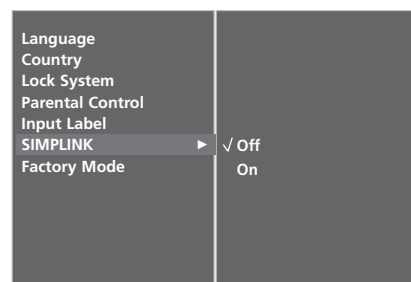 Language
Country
Lock System
Parental Control
Input Label
SIMPLINK ► √ Off
Factory Mode On